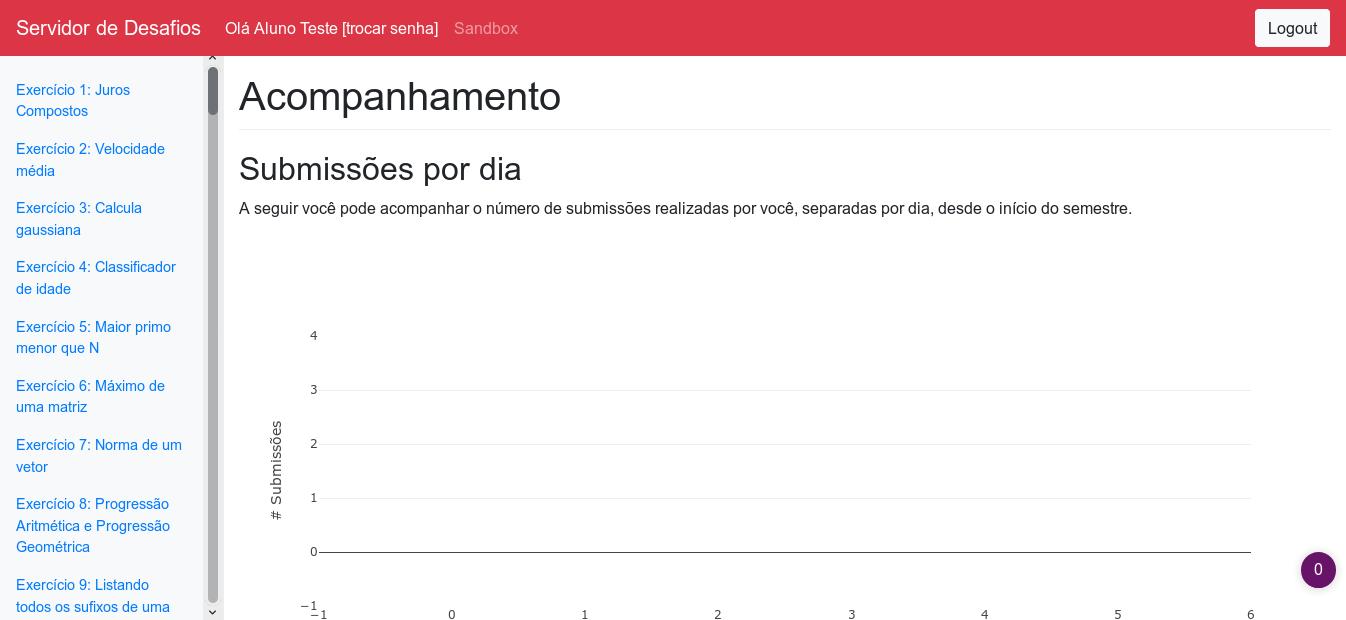 Servidor de Desafios
Olá Aluno Teste [trocar senha]
Sandbox
Logout
Exercício 1: Juros
Compostos
Exercício 2: Velocidade
média
Exercício 3: Calcula
gaussiana
Exercício 4: Classificador
de idade
Exercício 5: Maior primo
menor que N
Exercício 6: Máximo de
uma matriz
Exercício 7: Norma de um
vetor
Exercício 8: Progressão
Aritmética e Progressão
Geométrica
Exercício 9: Listando
todos os sufixos de uma
Acompanhamento
Submissões por dia
A seguir você pode acompanhar o número de submissões realizadas por você, separadas por dia, desde o início do semestre.
# Submissões
4
3
2
1
0
−1
−1 0 1 2 3 4 5 6
0